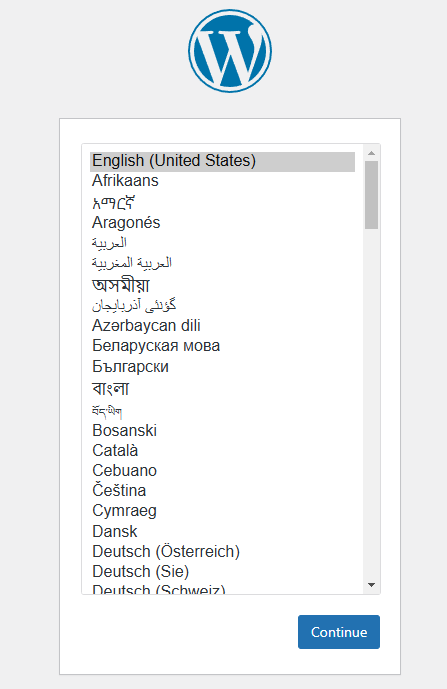 English (United States)
Afrikaans
አማርኛ
Aragonés
العربية
العربية المغربية
অসমীয়া
گؤنئی آذربایجان
Azərbaycan dili
Беларуская мова
Български
বাংলা
བོད་ཡིག
Bosanski
Català
Cebuano
Čeština
Cymraeg
Dansk
Deutsch (Österreich)
Deutsch (Sie)
Deutsch (Schweiz)
Continue